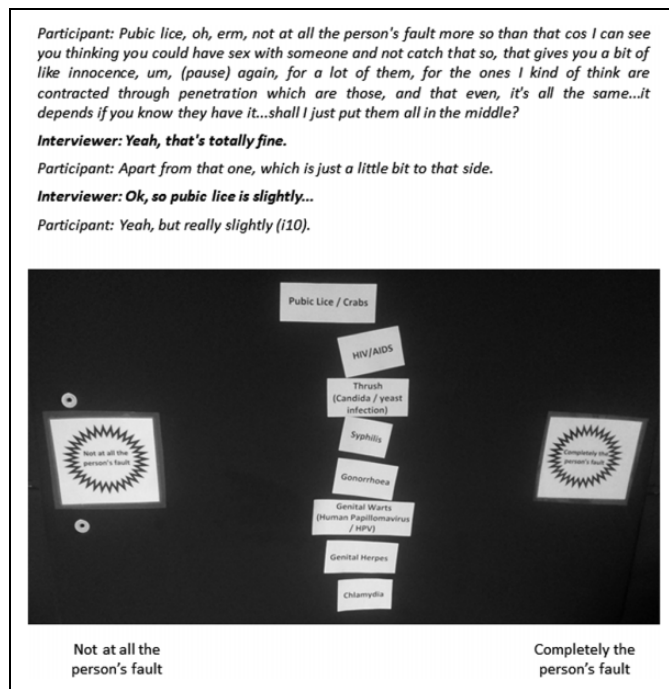 Participant: Pubic lice, oh, erm, not at all the person's fault more so than that cos I can see
you thinking you could have sex with someone and not catch that so, that gives you a bit of
like innocence, um, (pause) again, for a lot of them, for the ones I kind of think are
contracted through penetration which are those, and that even, it's all the same...it
depends if you know they have it...shall I just put them all in the middle?
Interviewer: Yeah, that's totally fine.
Participant: Apart from that one, which is just a little bit to that side.
Interviewer: Ok, so pubic lice is slightly...
Participant: Yeah, but really slightly (i10).
Pubic Lice / Crabs
HIV/AIDS
Thrush
(Candida / yeast
infection)
Syphilis
Gonorrhoea
Genital Warts
(Human Papillomavirus
/ HPV)
Genital Herpes
Chlamydia
Not at all the
person's fault
Completely the
person's fault
Not at all the
person's fault
Completely the
person's fault